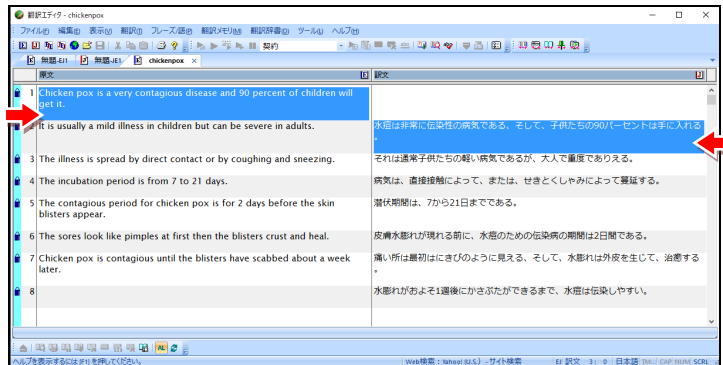 翻訳エディタ - chickenpox
ファイル(F) 編集(E) 表示(V) 翻訳(T) フレーズ/語(P) 翻訳メモリ(M) 翻訳辞書(D) ツール(L) ヘルプ(H)
契約
無題-EJ1 無題-JE1 chickenpox ×
原文 E 訳文 J
1 Chicken pox is a very contagious disease and 90 percent of children will
get it.
2 It is usually a mild illness in children but can be severe in adults. 水痘は非常に伝染性の病気である、そして、子供たちの90パーセントは手に入れる
。
3 The illness is spread by direct contact or by coughing and sneezing. それは通常子供たちの軽い病気であるが、大人で重度でありえる。
4 The incubation period is from 7 to 21 days. 病気は、直接接触によって、または、せきとくしゃみによって蔓延する。
5 The contagious period for chicken pox is for 2 days before the skin 潜伏期間は、7から21日まででである。
blisters appear.
6 The sores look like pimples at first then the blisters crust and heal. 皮膚水膨れが現れる前に、水痘のための伝染病の期間は2日間である。
7 Chicken pox is contagious until the blisters have scabbed about a week 痛い所は最初はにきびのように見える、そして、水膨れは外皮を生じて、治癒する
later. 。
8 水膨れがおよそ1週後にかさぶたができるまで、水痘は伝染しやすい。
ヘルプを表示するには [F1] を押してください。 Web検索：Yahoo! (U.S.) - サイト検索 EJ 訳文 3: 0 日本語 TM... CAP NUM SCRL